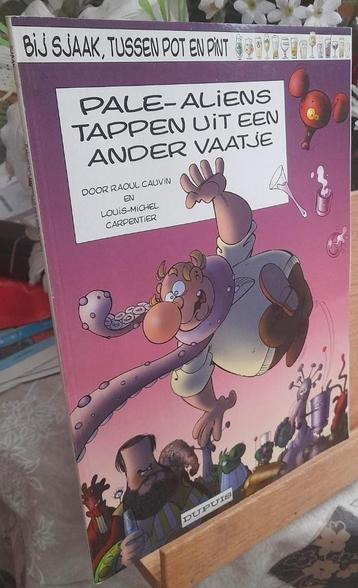 BIJ SJAAK, TUSSEN POT EN PINT
PALE-ALIENS
TAPPEN UIT EEN
ANDER VAATJE
DOOR RAOUL CAUVIN
EN
LOUIS-MICHEL
CARPENTIER
DUPUIS